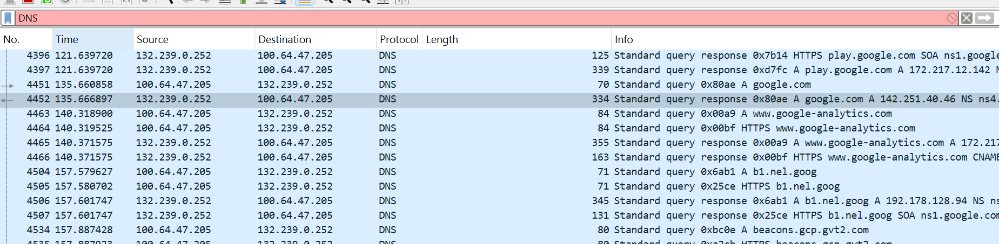 DNS
No. Time Source Destination Protocol Length Info
4396 121.639720 132.239.0.252 100.64.47.205 DNS 125 Standard query response 0x7b14 HTTPS play.google.com SOA ns1.google
4397 121.639720 132.239.0.252 100.64.47.205 DNS 339 Standard query response 0xd7fc A play.google.com A 172.217.12.142 N
4451 135.660858 100.64.47.205 132.239.0.252 DNS 70 Standard query 0x80ae A google.com
4452 135.666897 132.239.0.252 100.64.47.205 DNS 334 Standard query response 0x80ae A google.com A 142.251.40.46 NS ns4.
4463 140.318900 100.64.47.205 132.239.0.252 DNS 84 Standard query 0x00a9 A www.google-analytics.com
4464 140.319525 100.64.47.205 132.239.0.252 DNS 84 Standard query 0x00bf HTTPS www.google-analytics.com
4465 140.371575 132.239.0.252 100.64.47.205 DNS 355 Standard query response 0x00a9 A www.google-analytics.com A 172.217
4466 140.371575 132.239.0.252 100.64.47.205 DNS 163 Standard query response 0x00bf HTTPS www.google-analytics.com CNAME
4504 157.579627 100.64.47.205 132.239.0.252 DNS 71 Standard query 0x6ab1 A b1.nel.goog
4505 157.580702 100.64.47.205 132.239.0.252 DNS 71 Standard query 0x25ce HTTPS b1.nel.goog
4506 157.601747 132.239.0.252 100.64.47.205 DNS 345 Standard query response 0x6ab1 A b1.nel.goog A 192.178.128.94 NS ns
4507 157.601747 132.239.0.252 100.64.47.205 DNS 131 Standard query response 0x25ce HTTPS b1.nel.goog SOA ns1.google.com
4534 157.887428 100.64.47.205 132.239.0.252 DNS 80 Standard query 0xbc0e A beacons.gcp.gvt2.com
4535 157.887923 100.64.47.205 132.239.0.252 DNS 80 Standard query HTTPS beacons.gcp.gvt2.com